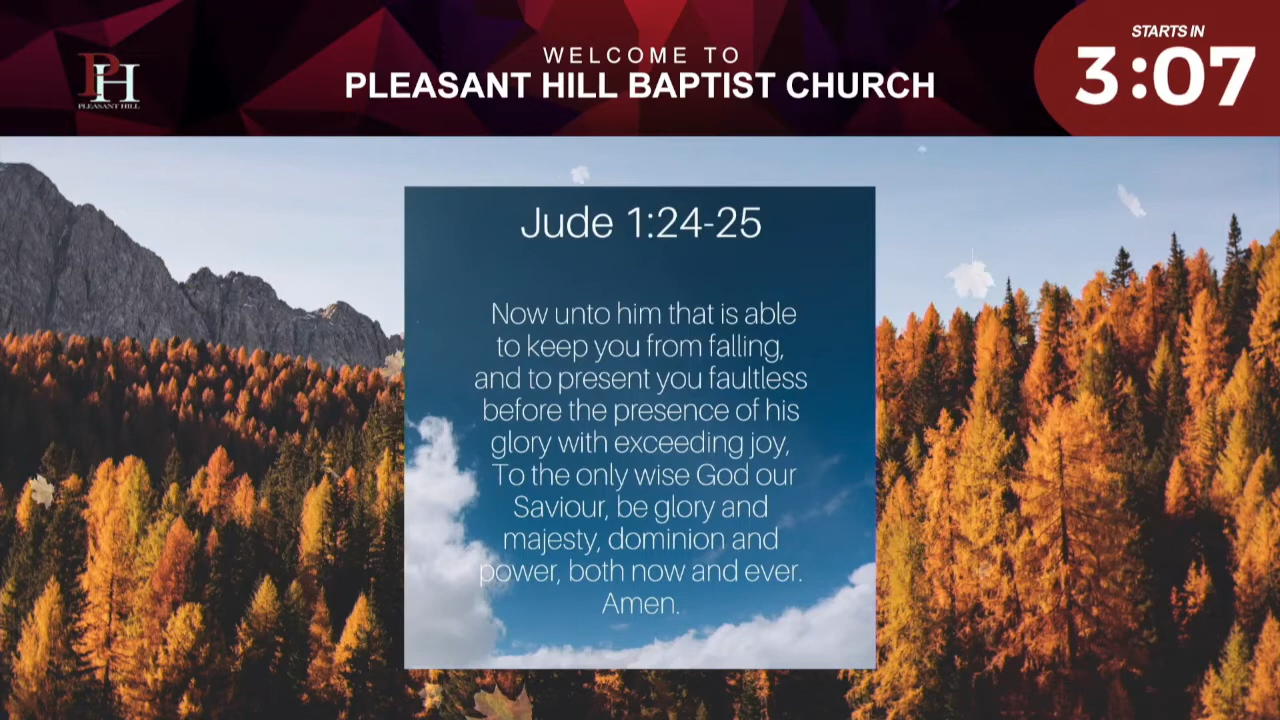 PH
PLEASANT HILL
WELCOME TO
PLEASANT HILL BAPTIST CHURCH
STARTS IN
3:07
Jude 1:24-25
Now unto him that is able
to keep you from falling,
and to present you faultless
before the presence of his
glory with exceeding joy,
To the only wise God our
Saviour, be glory and
majesty, dominion and
power, both now and ever.
Amen.